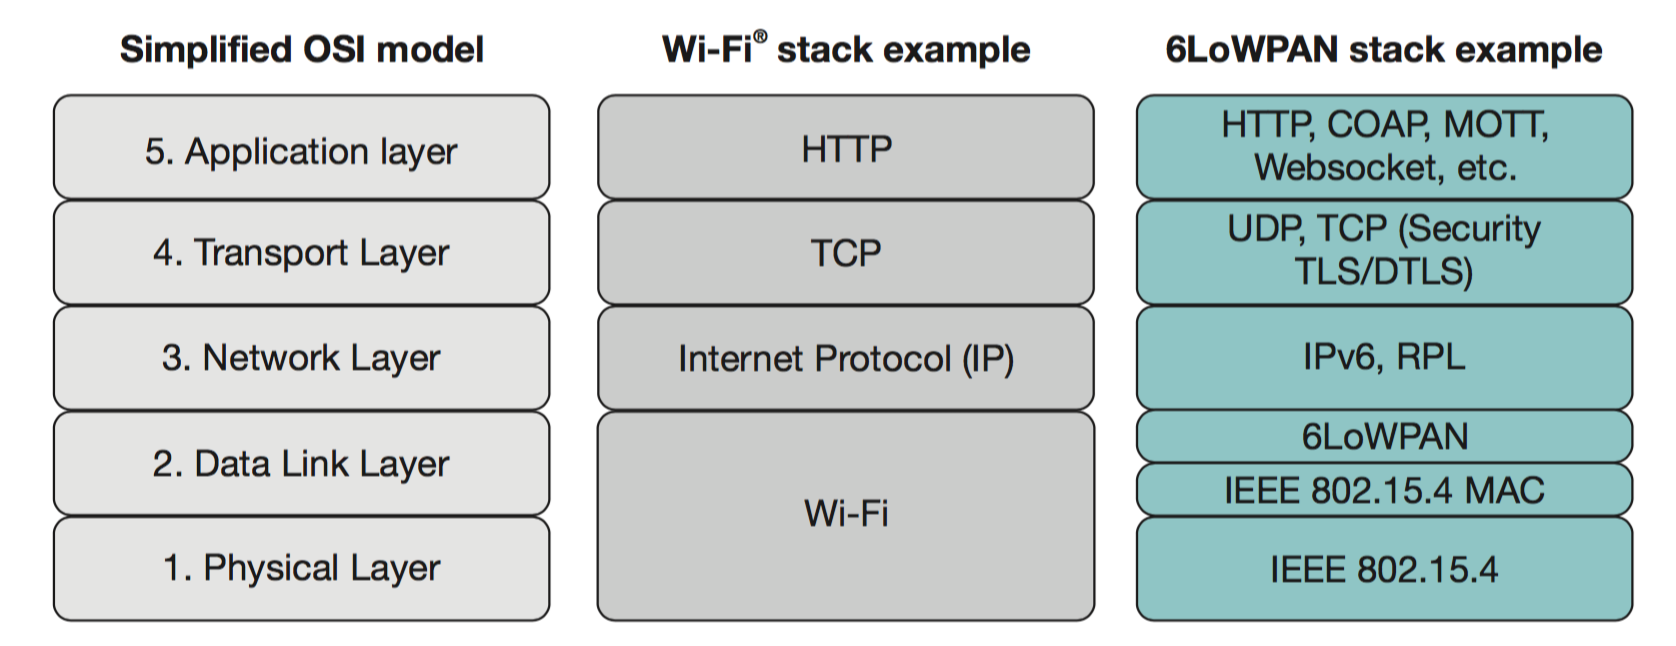 Simplified OSI model
5. Application layer
4. Transport Layer
3. Network Layer
2. Data Link Layer
1. Physical Layer
Wi-Fi® stack example
HTTP
TCP
Internet Protocol (IP)
Wi-Fi
6LoWPAN stack example
HTTP, COAP, MOTT,
Websocket, etc.
UDP, TCP (Security
TLS/DTLS)
IPv6, RPL
6LoWPAN
IEEE 802.15.4 MAC
IEEE 802.15.4